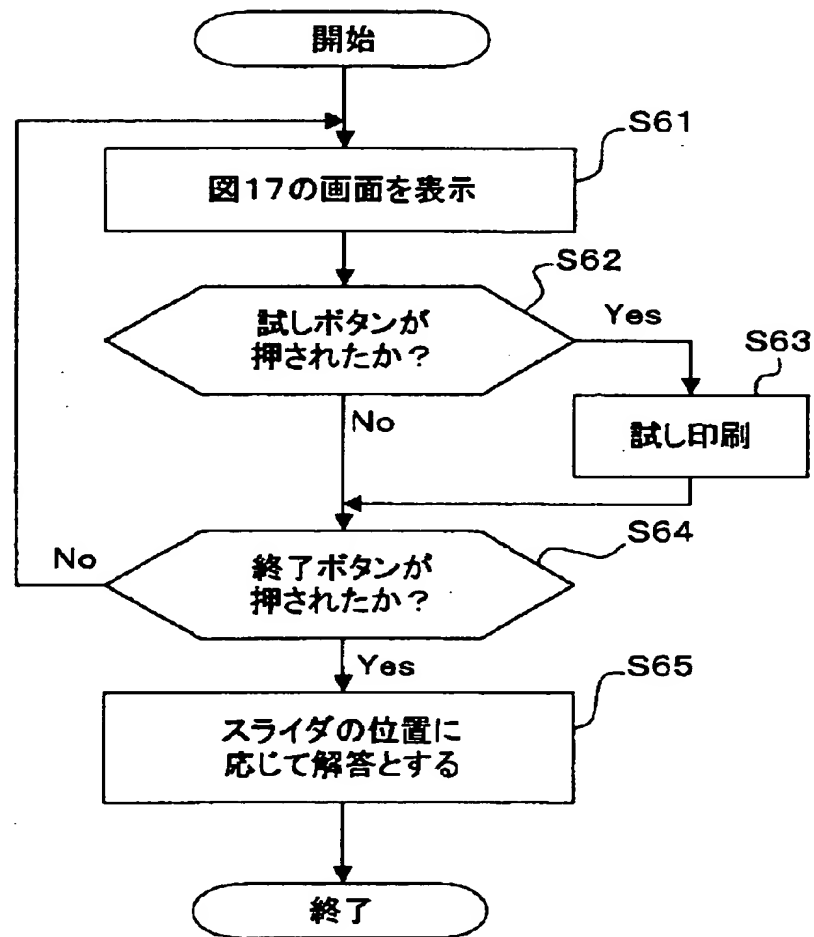 開始
S61
図17の画面を表示
S62
試しボタンが
押されたか？
Yes
S63
試し印刷
No
S64
No
終了ボタンが
押されたか？
Yes
S65
スライダの位置に
応じて解答とする
終了